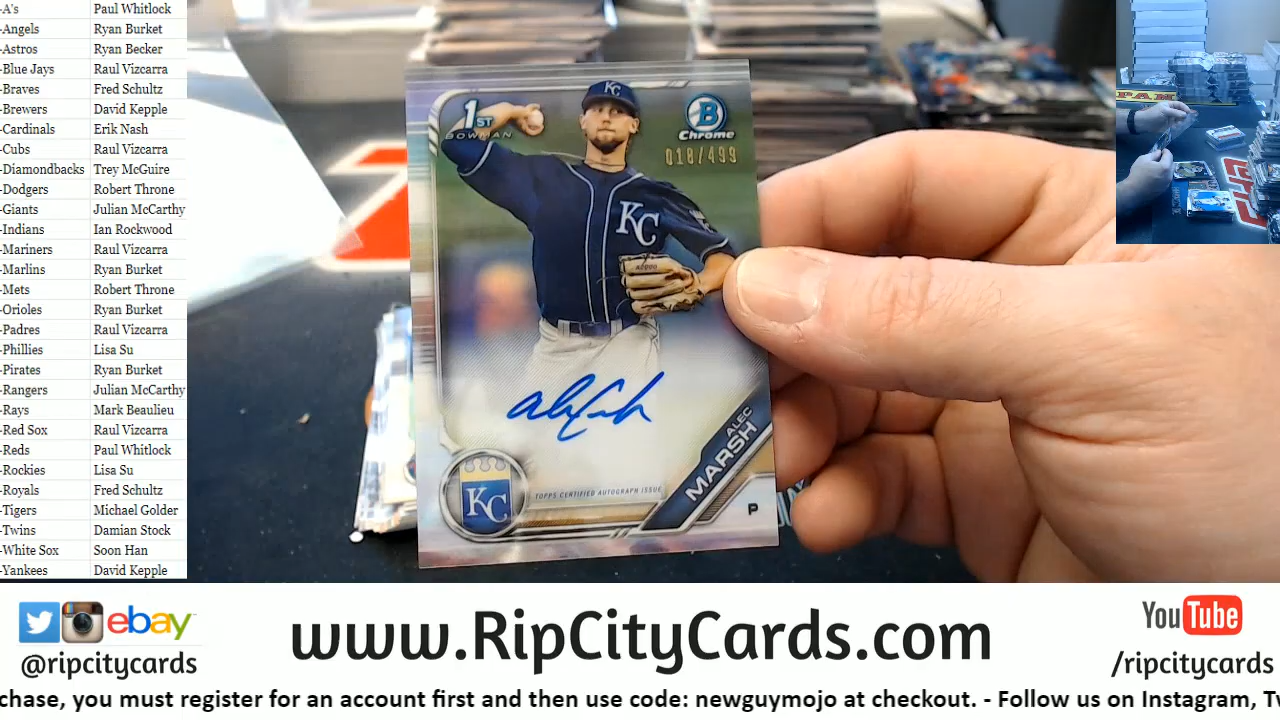 -A's Paul Whitlock
-Angels Ryan Burket
-Astros Ryan Becker
-Blue Jays Raul Vizcarra
-Braves Fred Schultz
-Brewers David Kepple
-Cardinals Erik Nash
-Cubs Raul Vizcarra
-Diamondbacks Trey McGuire
-Dodgers Robert Throne
-Giants Julian McCarthy
-Indians Ian Rockwood
-Mariners Raul Vizcarra
-Marlins Ryan Burket
-Mets Robert Throne
-Orioles Ryan Burket
-Padres Raul Vizcarra
-Phillies Lisa Su
-Pirates Ryan Burket
-Rangers Julian McCarthy
-Rays Mark Beaulieu
-Red Sox Raul Vizcarra
-Reds Paul Whitlock
-Rockies Lisa Su
-Royals Fred Schultz
-Tigers Michael Golder
-Twins Damian Stock
-White Sox Soon Han
-Yankees David Kepple
1ST
BOWMAN
B
Chrome
018/499
KC
KC
TOPPS CERTIFIED AUTOGRAPH ISSUE
ALEC
MARSH
P
KC
ebay
@ripcitycards
www.RipCityCards.com
YouTube
/ripcitycards
rchase, you must register for an account first and then use code: newguymojo at checkout. - Follow us on Instagram, Tw